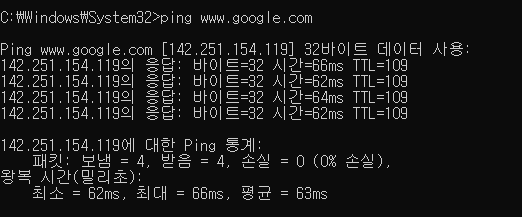 C:₩Windows₩System32>ping www.google.com
Ping www.google.com [142.251.154.119] 32바이트 데이터 사용:
142.251.154.119의 응답: 바이트=32 시간=66ms TTL=109
142.251.154.119의 응답: 바이트=32 시간=62ms TTL=109
142.251.154.119의 응답: 바이트=32 시간=64ms TTL=109
142.251.154.119의 응답: 바이트=32 시간=62ms TTL=109
142.251.154.119에 대한 Ping 통계:
패킷: 보냄 = 4, 받음 = 4, 손실 = 0 (0% 손실),
왕복 시간(밀리초):
최소 = 62ms, 최대 = 66ms, 평균 = 63ms